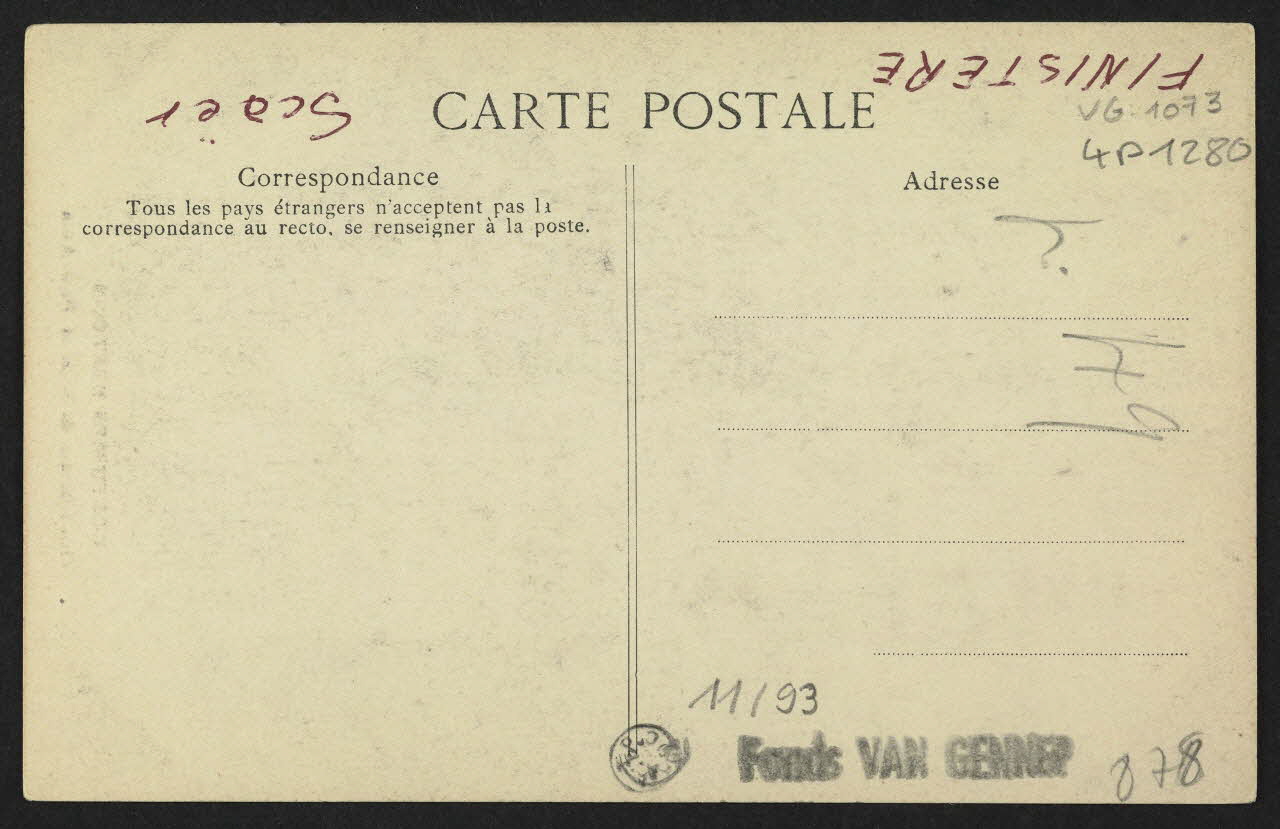 FINISTERE
Scaër
CARTE POSTALE
VG. 1073
4P1280
Correspondance
Tous les pays étrangers n'acceptent pas la
correspondance au recto, se renseigner à la poste.
Adresse
11/93
Fonds VAN GENNEP
878